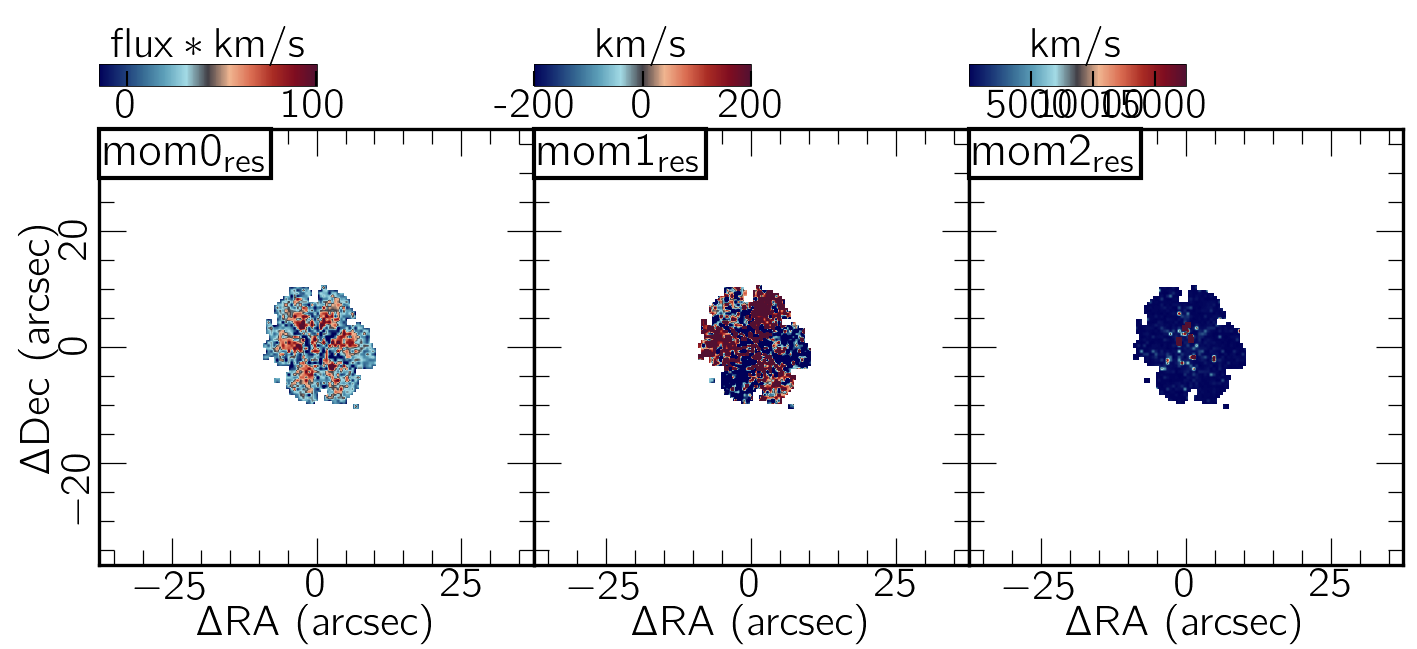 flux * km/s km/s km/s
0 100 -200 0 200 5000 10000 15000
mom0res mom1res mom2res
ΔDec (arcsec)
20
0
−20
−25 0 25 −25 0 25 −25 0 25
ΔRA (arcsec) ΔRA (arcsec) ΔRA (arcsec)